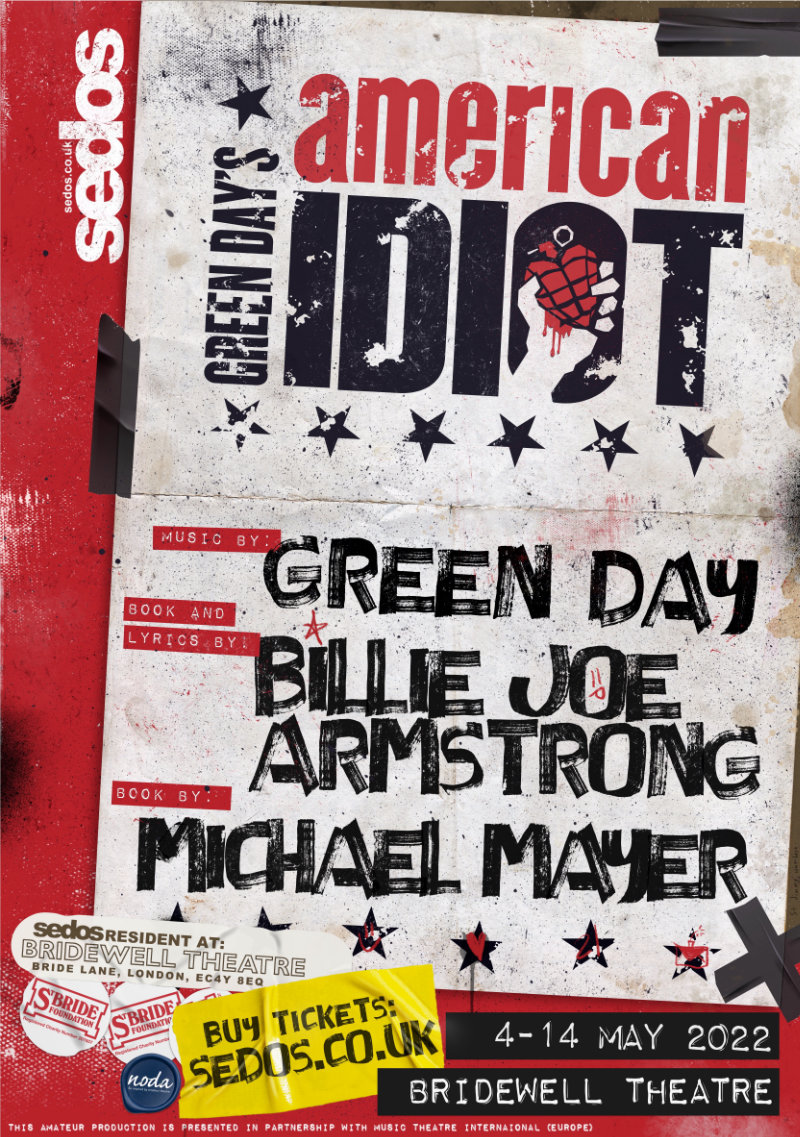 sedos
sedos.co.uk
GREEN DAY'S
american
IDIOT
MUSIC BY:
GREEN DAY
BOOK AND
LYRICS BY:
BILLIE JOE
ARMSTRONG
BOOK BY:
MICHAEL MAYER
sedos RESIDENT AT:
BRIDEWELL THEATRE
BRIDE LANE, LONDON, EC4Y 8EQ
ST BRIDE
FOUNDATION
ST BRIDE
FOUNDATION
noda
BUY TICKETS:
SEDOS.CO.UK
4-14 MAY 2022
BRIDEWELL THEATRE
THIS AMATEUR PRODUCTION IS PRESENTED IN PARTNERSHIP WITH MUSIC THEATRE INTERNAIONAL (EUROPE)